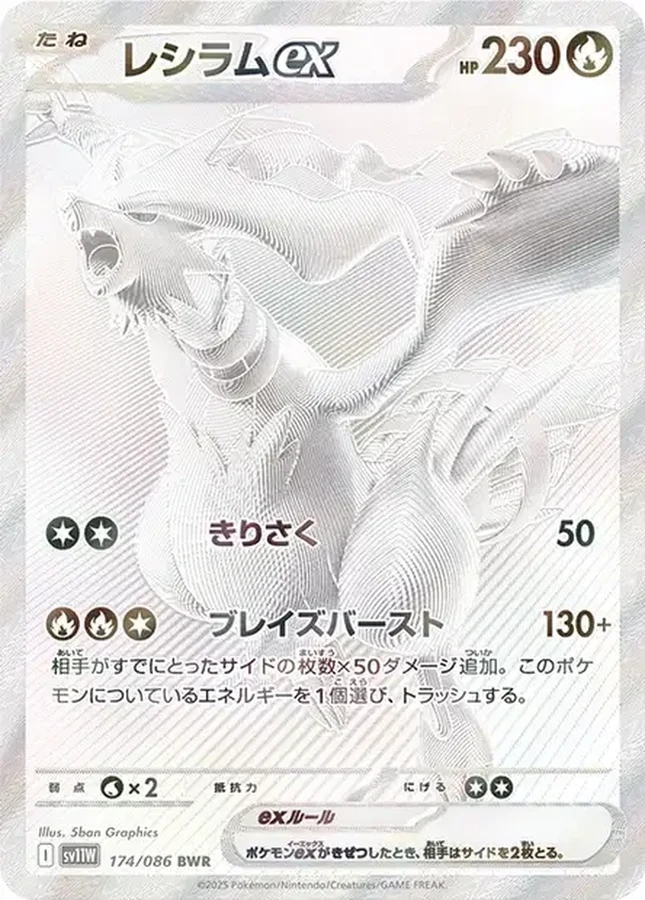 たね
レシラムex
HP230
きりさく 50
ブレイズバースト 130+
相手がすでにとったサイドの枚数×50ダメージ追加。このポケ
モンについているエネルギーを1個選び、トラッシュする。
弱点 ×2 抵抗力 にげる
exルール
ポケモンexがきぜつしたとき、相手はサイドを2枚とる。
Illus. 5ban Graphics
I sv11W 174/086 BWR
©2025 Pokémon/Nintendo/Creatures/GAME FREAK.